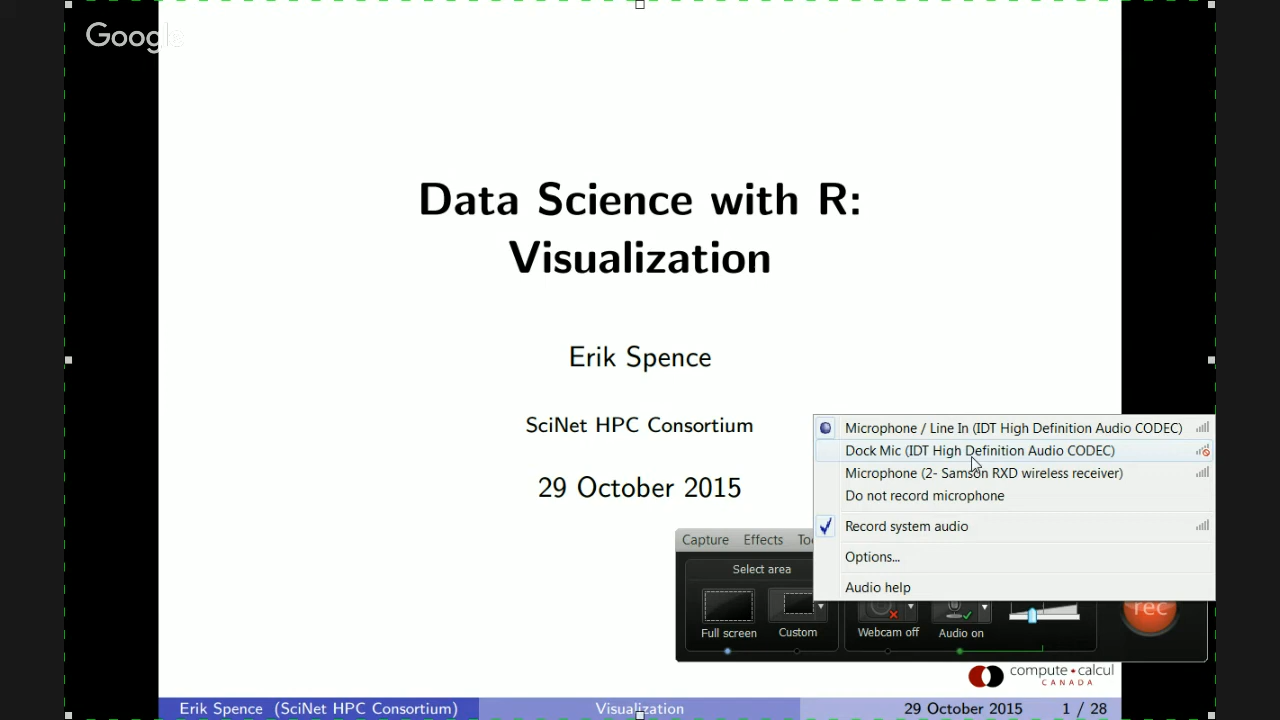 Google
Data Science with R:
Visualization
Erik Spence
SciNet HPC Consortium
29 October 2015
Microphone / Line In (IDT High Definition Audio CODEC)
Dock Mic (IDT High Definition Audio CODEC)
Microphone (2- Samson RXD wireless receiver)
Do not record microphone
Record system audio
Options...
Audio help
Capture Effects
Select area
Full screen
Custom
Webcam off
Audio on
rec
compute • calcul
CANADA
Erik Spence (SciNet HPC Consortium)
Visualization
29 October 2015
1 / 28